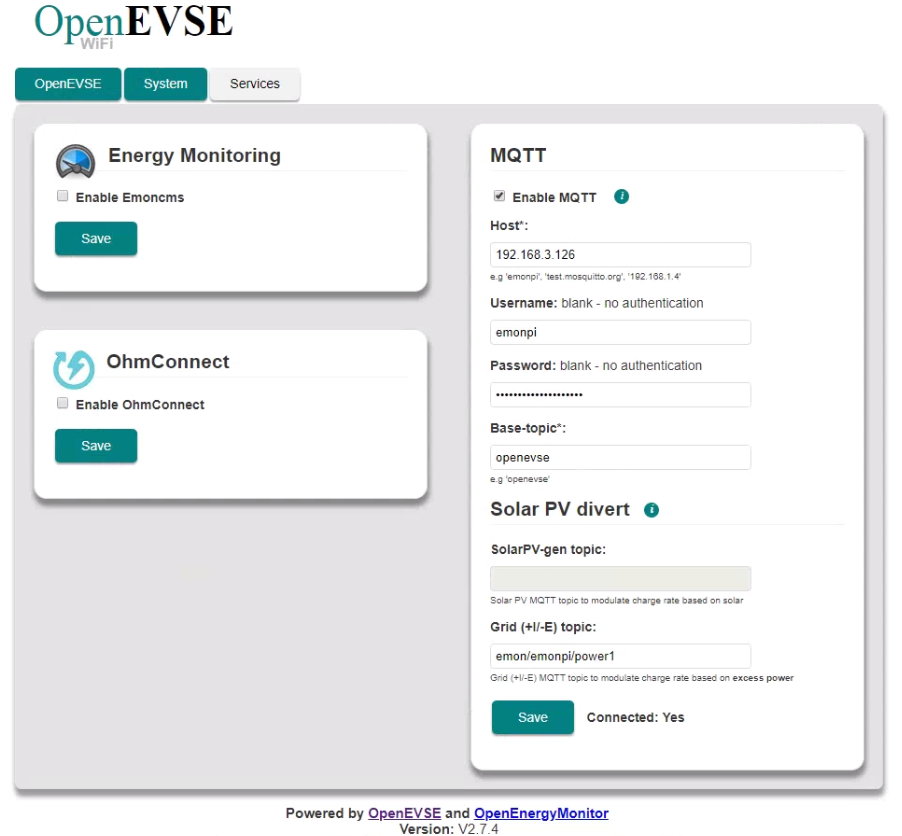 OpenEVSE
WiFi
OpenEVSE
System
Services
Energy Monitoring
Enable Emoncms
Save
OhmConnect
Enable OhmConnect
Save
MQTT
Enable MQTT i
Host*:
192.168.3.126
e.g 'emonpi', 'test.mosquitto.org', '192.168.1.4'
Username: blank - no authentication
emonpi
Password: blank - no authentication
••••••••••••••••••••
Base-topic*:
openevse
e.g 'openevse'
Solar PV divert i
SolarPV-gen topic:
Solar PV MQTT topic to modulate charge rate based on solar
Grid (+I/-E) topic:
emon/emonpi/power1
Grid (+I/-E) MQTT topic to modulate charge rate based on excess power
Save Connected: Yes
Powered by OpenEVSE and OpenEnergyMonitor
Version: V2.7.4